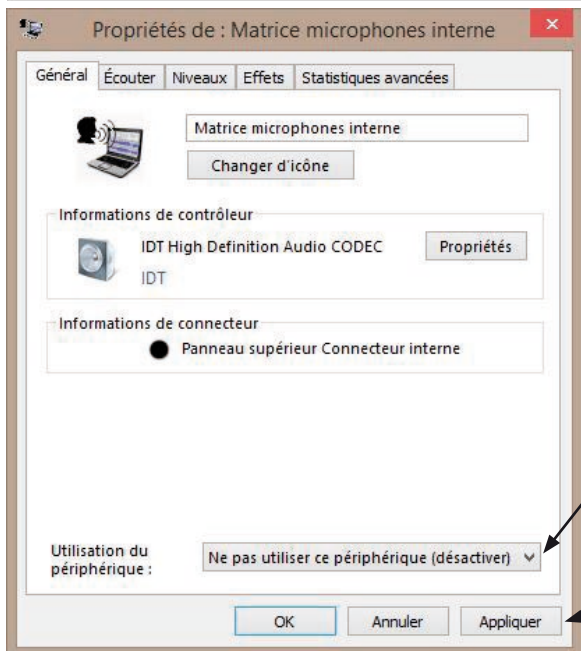 Propriétés de : Matrice microphones interne
Général Écouter Niveaux Effets Statistiques avancées
Matrice microphones interne
Changer d'icône
Informations de contrôleur
IDT High Definition Audio CODEC Propriétés
IDT
Informations de connecteur
Panneau supérieur Connecteur interne
Utilisation du
périphérique :
Ne pas utiliser ce périphérique (désactiver)
OK Annuler Appliquer